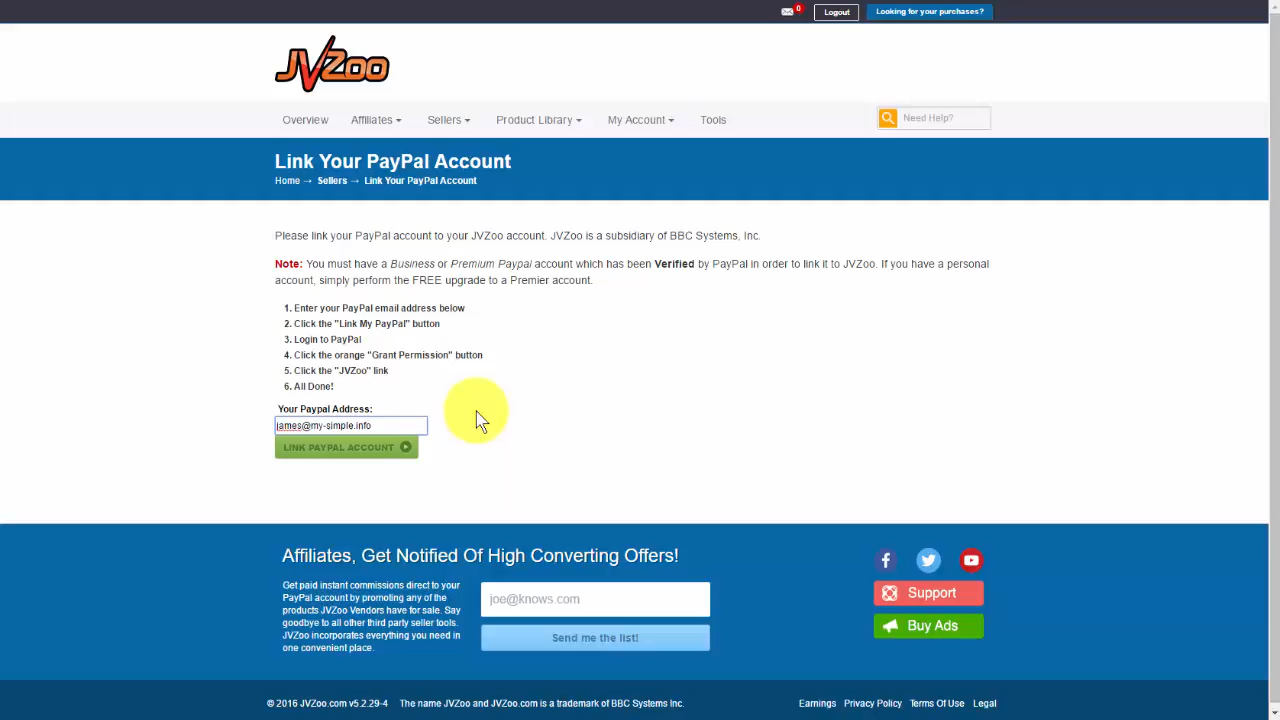 0 Logout Looking for your purchases?
JVZoo
Overview Affiliates Sellers Product Library My Account Tools Need Help?
Link Your PayPal Account
Home → Sellers → Link Your PayPal Account
Please link your PayPal account to your JVZoo account. JVZoo is a subsidiary of BBC Systems, Inc.
Note: You must have a Business or Premium Paypal account which has been Verified by PayPal in order to link it to JVZoo. If you have a personal
account, simply perform the FREE upgrade to a Premier account.
1. Enter your PayPal email address below
2. Click the "Link My PayPal" button
3. Login to PayPal
4. Click the orange "Grant Permission" button
5. Click the "JVZoo" link
6. All Done!
Your Paypal Address:
james@my-simple.info
LINK PAYPAL ACCOUNT
Affiliates, Get Notified Of High Converting Offers!
Get paid instant commissions direct to your
PayPal account by promoting any of the
products JVZoo Vendors have for sale. Say
goodbye to all other third party seller tools.
JVZoo incorporates everything you need in
one convenient place.
joe@knows.com
Send me the list!
Support
Buy Ads
© 2016 JVZoo.com v5.2.29-4 The name JVZoo and JVZoo.com is a trademark of BBC Systems Inc. Earnings Privacy Policy Terms Of Use Legal